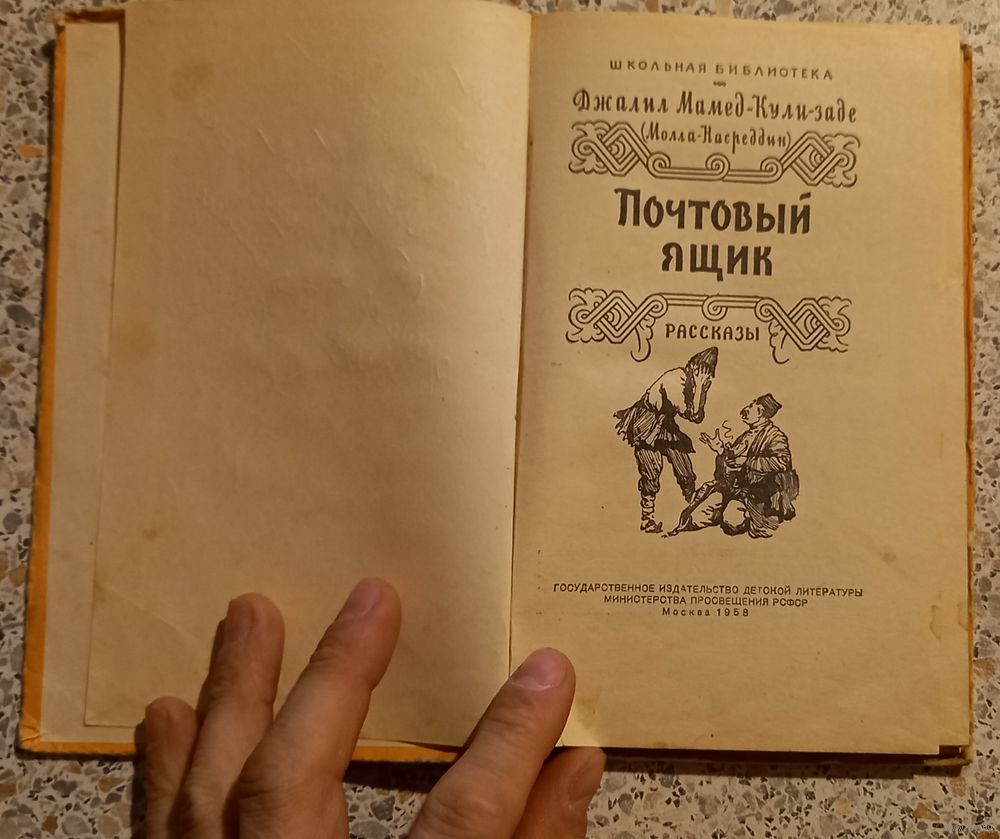 ШКОЛЬНАЯ БИБЛИОТЕКА
Джалил Мамед-Кули-заде
(Молла-Насреддин)
Почтовый
ящик
РАССКАЗЫ
ГОСУДАРСТВЕННОЕ ИЗДАТЕЛЬСТВО ДЕТСКОЙ ЛИТЕРАТУРЫ
МИНИСТЕРСТВА ПРОСВЕЩЕНИЯ РСФСР
Москва 1958